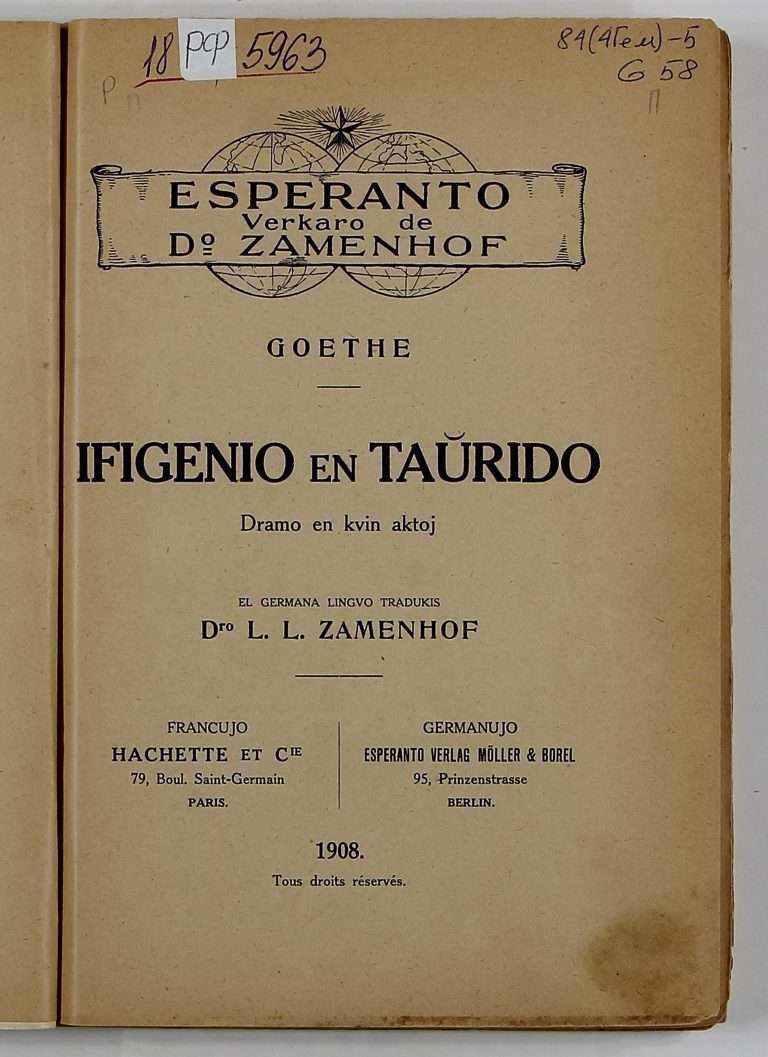 18 рср 5963
84(4Гем)-5
G 58
р п
п
ESPERANTO
Verkaro de
Dº ZAMENHOF
GOETHE
IFIGENIO EN TAŬRIDO
Dramo en kvin aktoj
EL GERMANA LINGVO TRADUKIS
Dro L. L. ZAMENHOF
FRANCUJO
HACHETTE ET CIE
79, Boul. Saint-Germain
PARIS.
GERMANUJO
ESPERANTO VERLAG MÖLLER & BOREL
95, Prinzenstrasse
BERLIN.
1908.
Tous droits réservés.